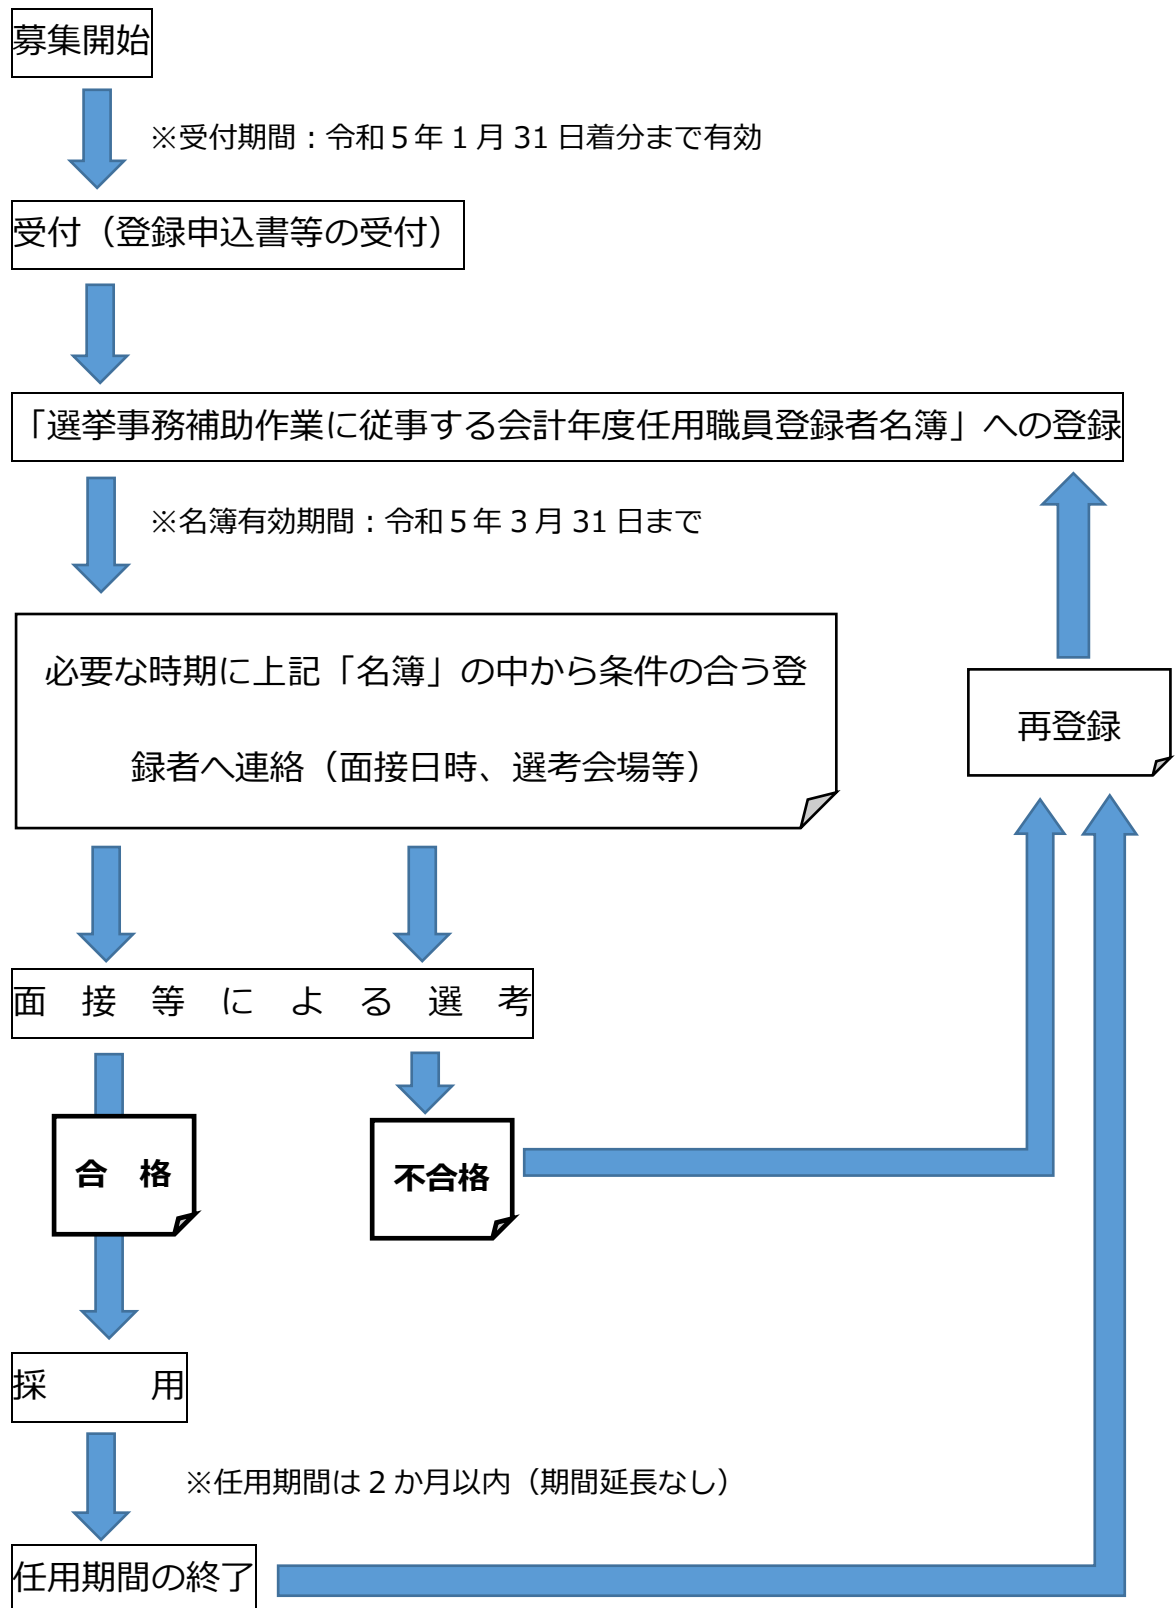 募集開始
※受付期間：令和５年１月 31 日着分まで有効
受付（登録申込書等の受付）
「選挙事務補助作業に従事する会計年度任用職員登録者名簿」への登録
※名簿有効期間：令和５年３月 31 日まで
必要な時期に上記「名簿」の中から条件の合う登
録者へ連絡（面接日時、選考会場等）
再登録
面　接　等　に　よ　る　選　考
合　格
不合格
採　　　用
※任用期間は２か月以内（期間延長なし）
任用期間の終了